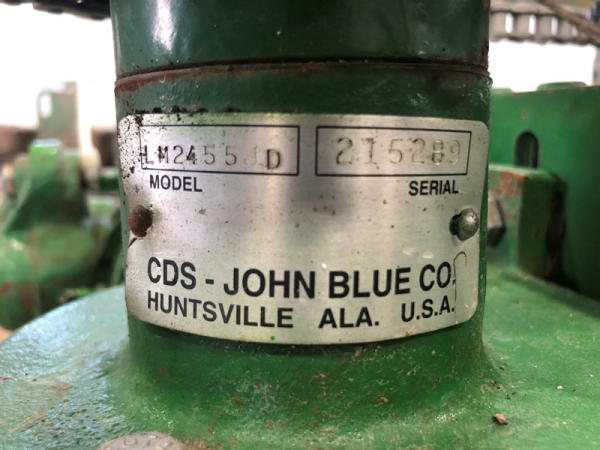 LM2455JD 215289
MODEL SERIAL
CDS - JOHN BLUE CO.
HUNTSVILLE ALA. U.S.A.